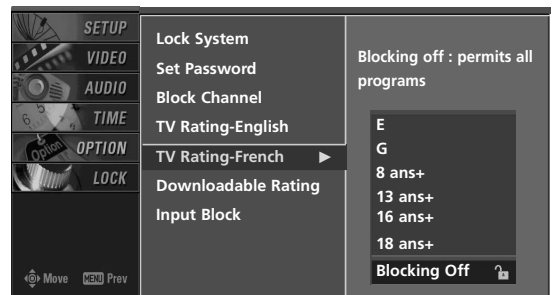 SETUP
VIDEO
AUDIO
TIME
OPTION
LOCK
Move MENU Prev
Lock System
Set Password
Block Channel
TV Rating-English
TV Rating-French
Downloadable Rating
Input Block
Blocking off : permits all
programs
E
G
8 ans+
13 ans+
16 ans+
18 ans+
Blocking Off